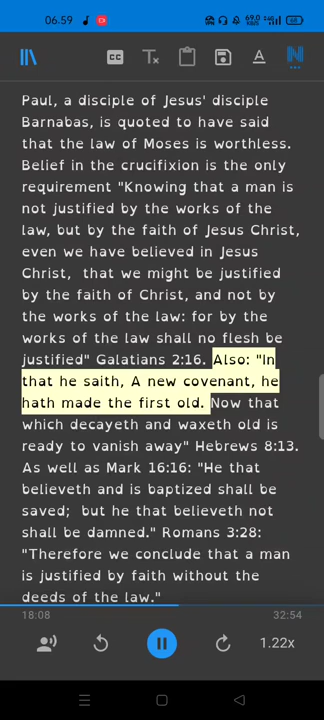 06.59
69.0
KB/s
60
CC
Tx
A
N
Paul, a disciple of Jesus' disciple
Barnabas, is quoted to have said
that the law of Moses is worthless.
Belief in the crucifixion is the only
requirement "Knowing that a man is
not justified by the works of the
law, but by the faith of Jesus Christ,
even we have believed in Jesus
Christ,  that we might be justified
by the faith of Christ, and not by
the works of the law: for by the
works of the law shall no flesh be
justified" Galatians 2:16. Also: "In
that he saith, A new covenant, he
hath made the first old. Now that
which decayeth and waxeth old is
ready to vanish away" Hebrews 8:13.
As well as Mark 16:16: "He that
believeth and is baptized shall be
saved;  but he that believeth not
shall be damned." Romans 3:28:
"Therefore we conclude that a man
is justified by faith without the
deeds of the law."
18:08
32:54
1.22x